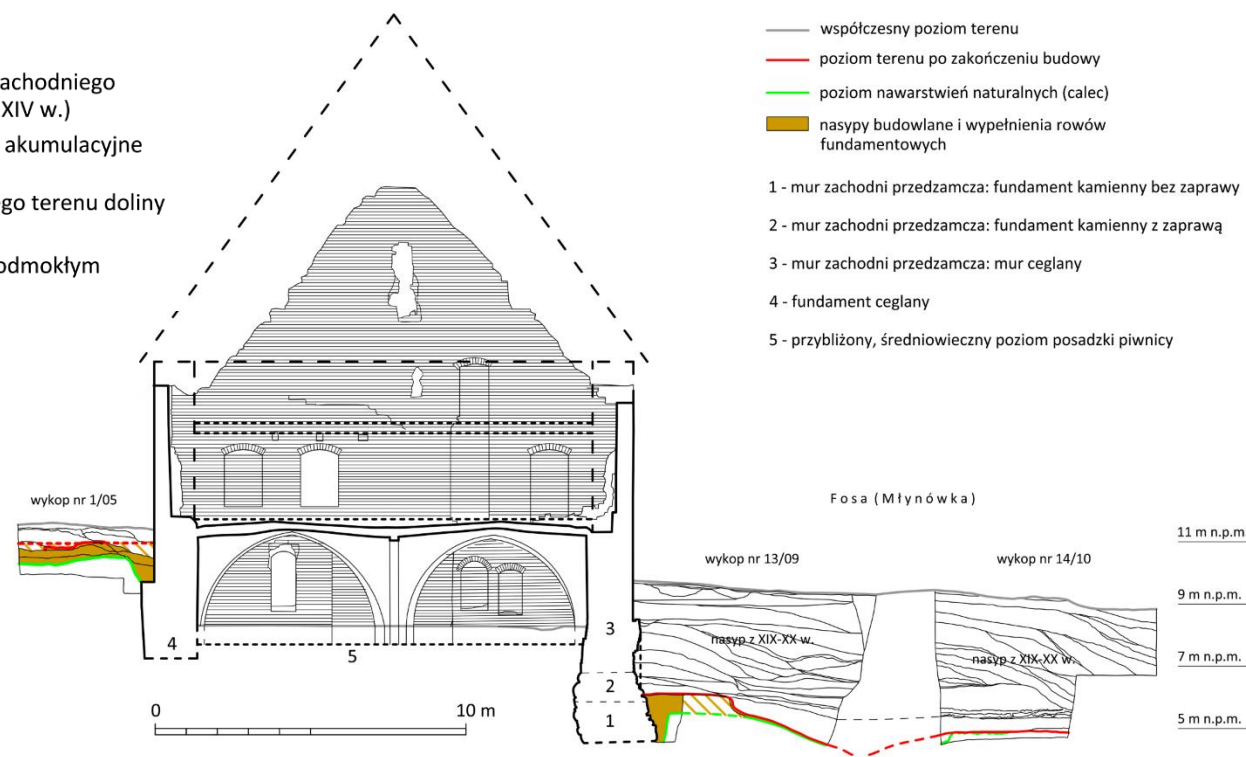 achodniego
XIV w.)
akumulacyjne
go terenu doliny
odmokłym
współczesny poziom terenu
poziom terenu po zakończeniu budowy
poziom nawarstwień naturalnych (calec)
nasypy budowlane i wypełnienia rowów
fundamentowych
1 - mur zachodni przedzamcza: fundament kamienny bez zaprawy
2 - mur zachodni przedzamcza: fundament kamienny z zaprawą
3 - mur zachodni przedzamcza: mur ceglany
4 - fundament ceglany
5 - przybliżony, średniowieczny poziom posadzki piwnicy
wykop nr 1/05
Fosa (Młynówka)
wykop nr 13/09
wykop nr 14/10
11 m n.p.m
9 m n.p.m.
7 m n.p.m.
5 m n.p.m.
nasyp z XIX-XX w.
nasyp z XIX-XX w.
4
5
3
2
1
0
10 m